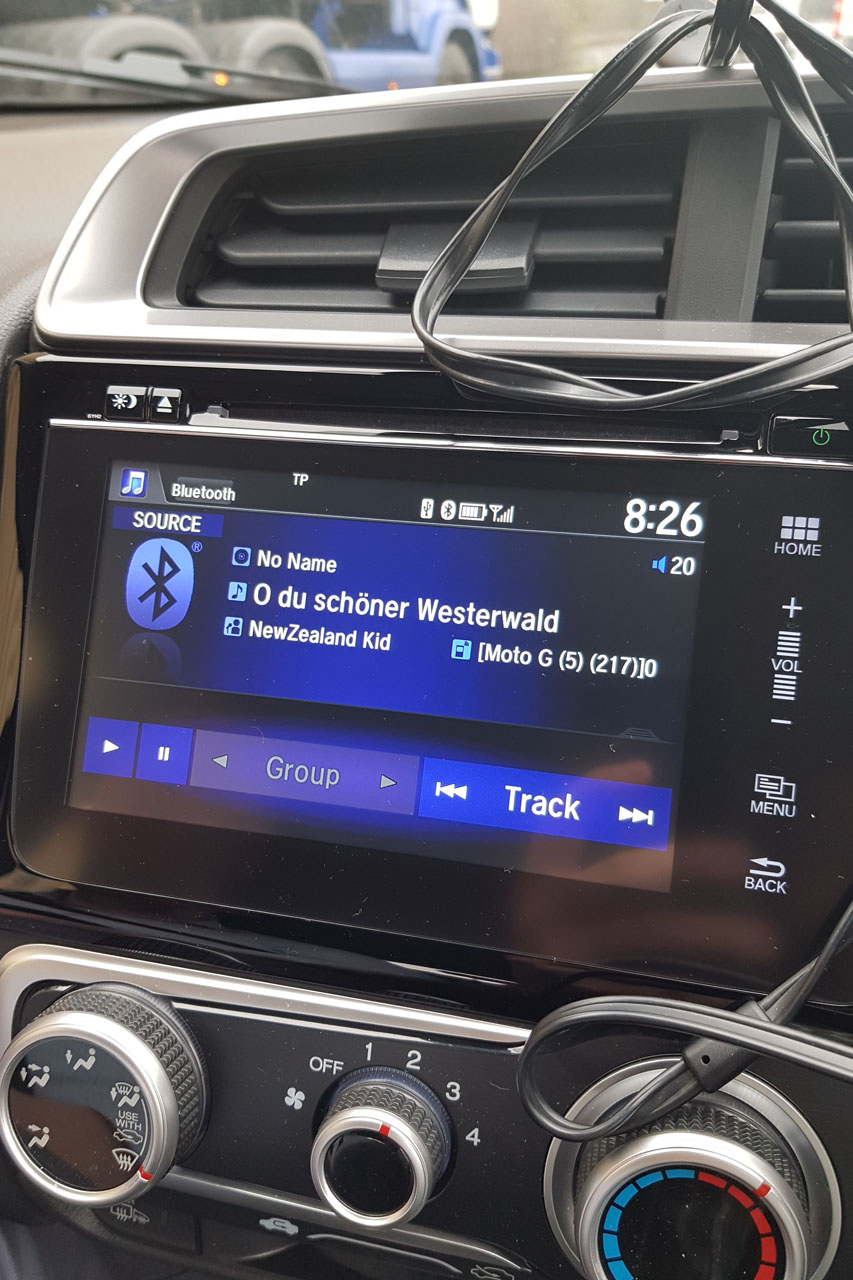 TP
Bluetooth
8:26
SOURCE
®
No Name
20
O du schöner Westerwald
NewZealand Kid
[Moto G (5) (217)]0
Group
Track
HOME
+
VOL
−
MENU
BACK
OFF 1 2 3 4
USE
WITH